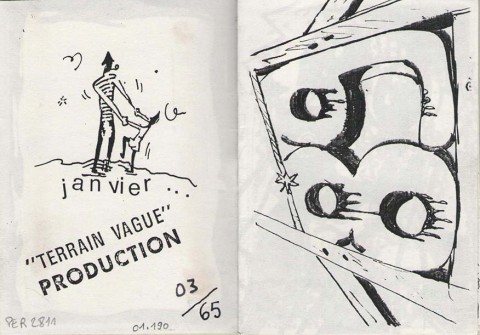 janvier ...
"TERRAIN VAGUE"
PRODUCTION
03/65
PER 2811
01.190